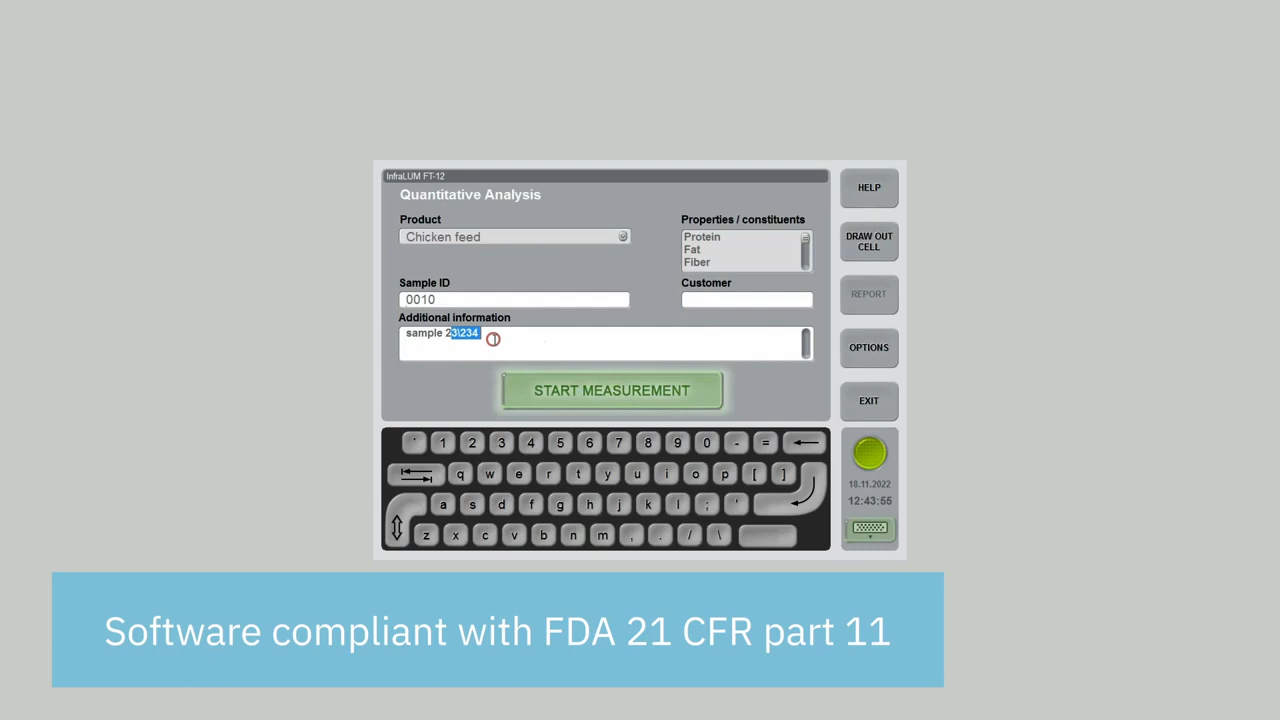 InfraLUM FT-12
Quantitative Analysis
Product
Chicken feed
Properties / constituents
Protein
Fat
Fiber
Sample ID
0010
Customer
Additional information
sample 23\234
START MEASUREMENT
HELP
DRAW OUT
CELL
REPORT
OPTIONS
EXIT
` 1 2 3 4 5 6 7 8 9 0 - =
q w e r t y u i o p [ ]
a s d f g h j k l ; '
z x c v b n m , . / \
18.11.2022
12:43:55
Software compliant with FDA 21 CFR part 11